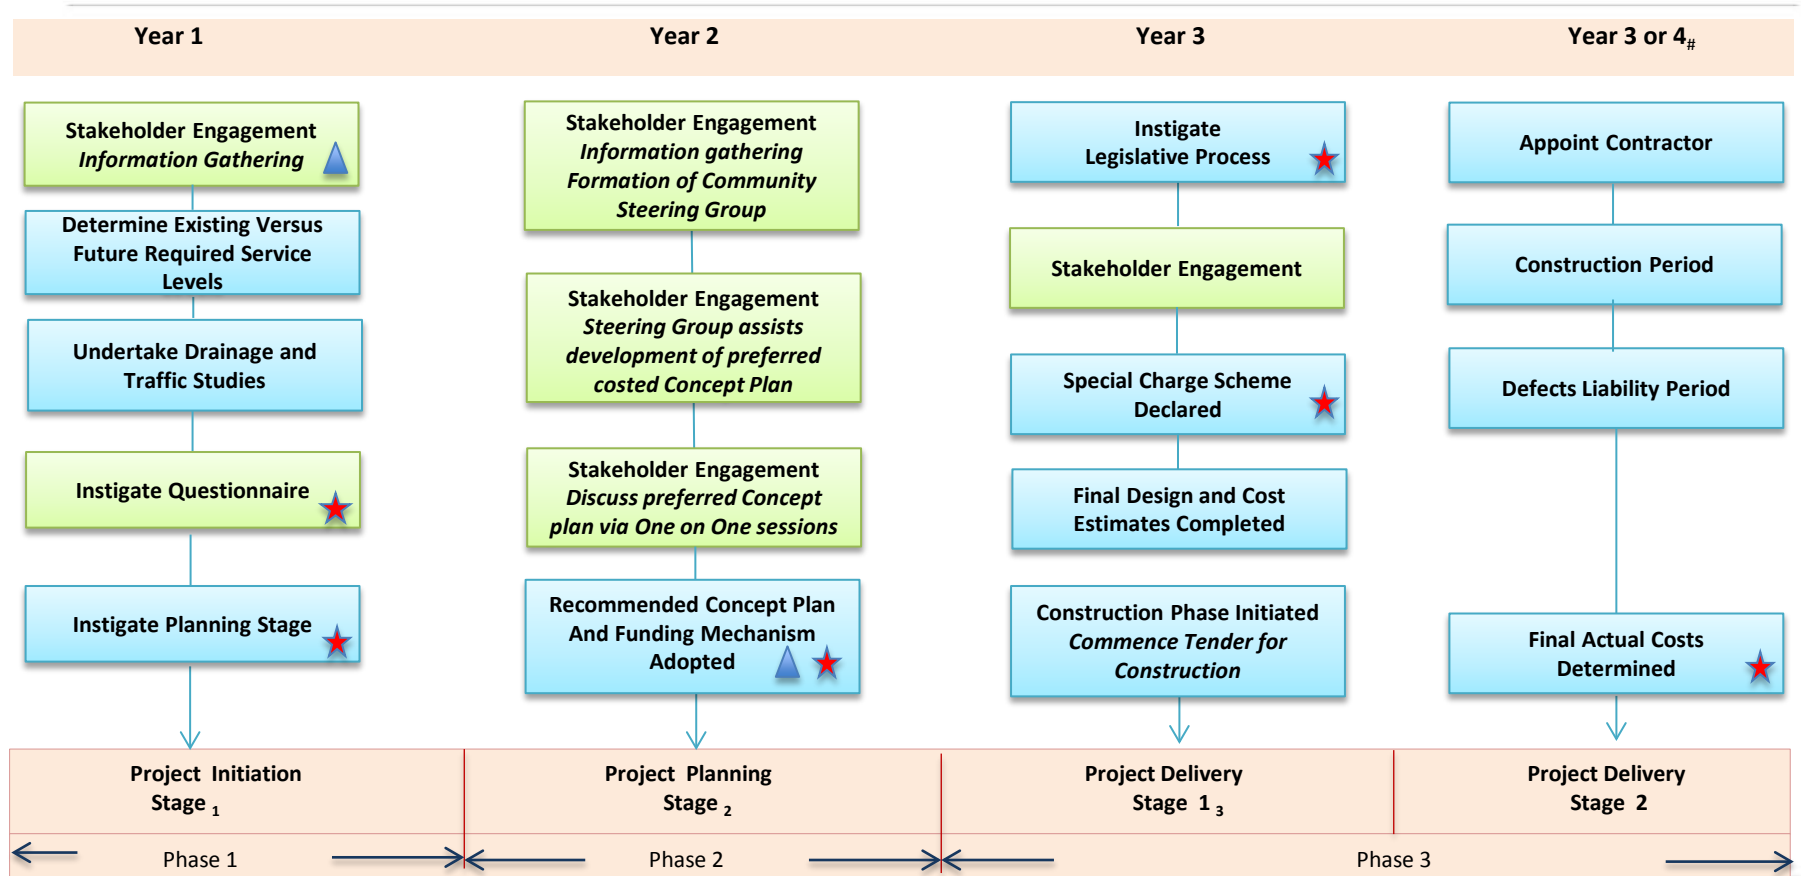 Year 1
Year 2
Year 3
Year 3 or 4#
Stakeholder Engagement
Information Gathering
Determine Existing Versus
Future Required Service
Levels
Undertake Drainage and
Traffic Studies
Instigate Questionnaire
Instigate Planning Stage
Stakeholder Engagement
Information gathering
Formation of Community
Steering Group
Stakeholder Engagement
Steering Group assists
development of preferred
costed Concept Plan
Stakeholder Engagement
Discuss preferred Concept
plan via One on One sessions
Recommended Concept Plan
And Funding Mechanism
Adopted
Instigate
Legislative Process
Stakeholder Engagement
Special Charge Scheme
Declared
Final Design and Cost
Estimates Completed
Construction Phase Initiated
Commence Tender for
Construction
Appoint Contractor
Construction Period
Defects Liability Period
Final Actual Costs
Determined
Project Initiation
Stage 1
Project Planning
Stage 2
Project Delivery
Stage 1 3
Project Delivery
Stage 2
Phase 1
Phase 2
Phase 3